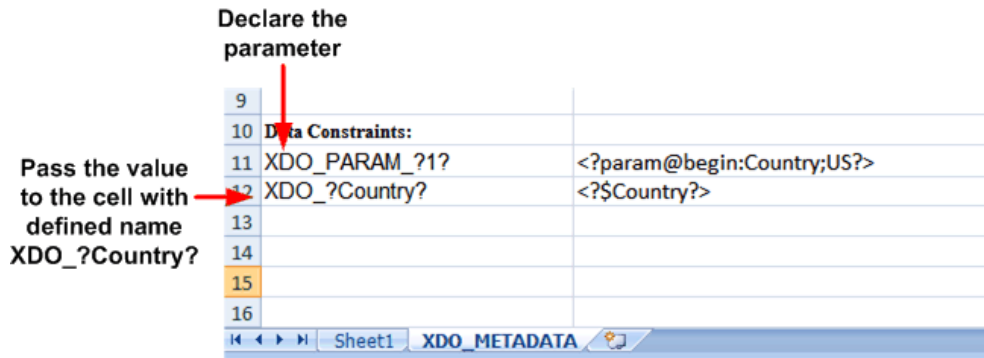 Declare the
parameter
9
10 Data Constraints:
11 XDO_PARAM_?1? <?param@begin:Country;US?>
Pass the value
to the cell with
defined name
XDO_?Country?
12 XDO_?Country? <?$Country?>
13
14
15
16
Sheet1 XDO_METADATA